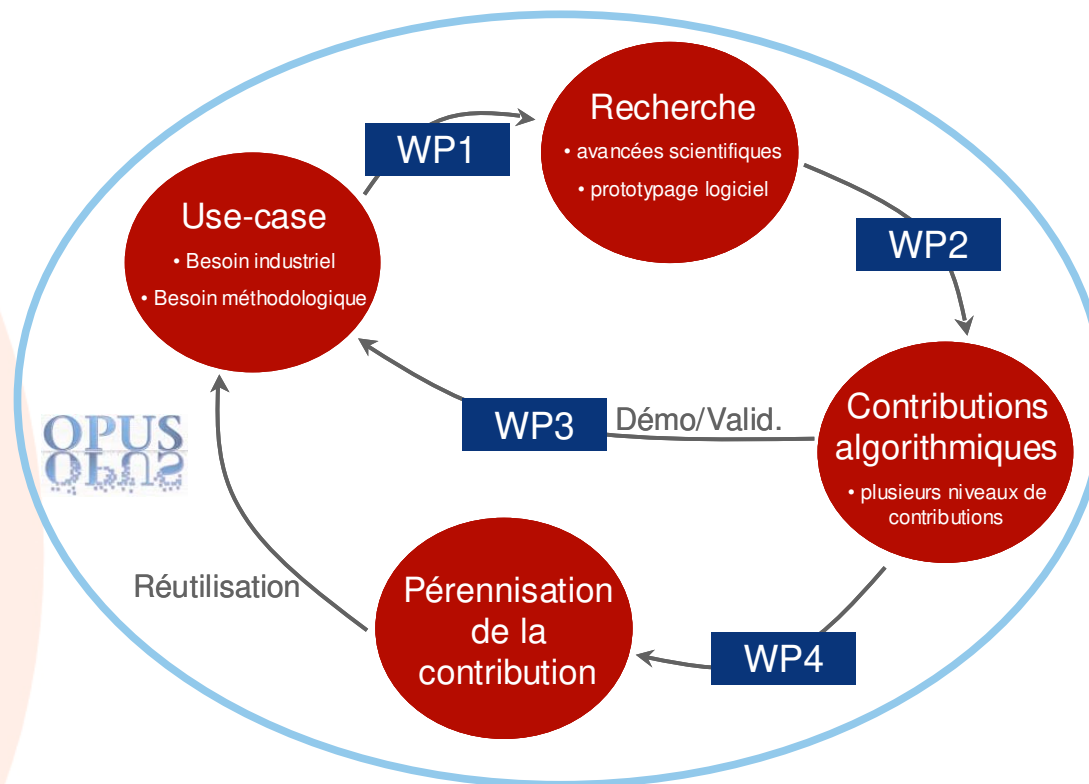 Recherche
• avancées scientifiques
• prototypage logiciel
WP1
Use-case
• Besoin industriel
• Besoin méthodologique
WP2
Contributions
algorithmiques
• plusieurs niveaux de
contributions
WP3
Démo/Valid.
OPUS
Réutilisation
Pérennisation
de la
contribution
WP4